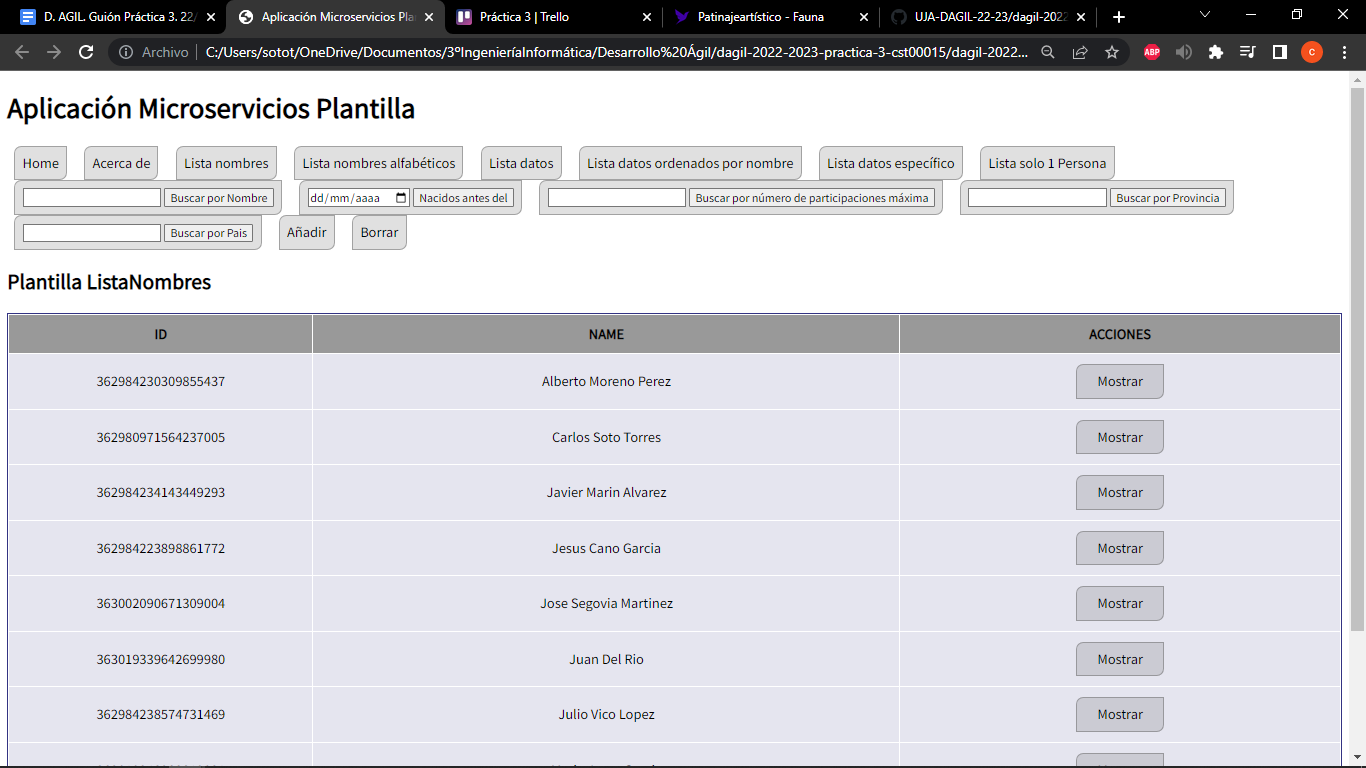 D. AGIL. Guión Práctica 3. 22/
Aplicación Microservicios Plan
Práctica 3 | Trello
Patinajeartístico - Fauna
UJA-DAGIL-22-23/dagil-2022
Archivo
C:/Users/sotot/OneDrive/Documentos/3ºIngenieríaInformática/Desarrollo%20Ágil/dagil-2022-2023-practica-3-cst00015/dagil-2022...
ABP
C
Aplicación Microservicios Plantilla
Home
Acerca de
Lista nombres
Lista nombres alfabéticos
Lista datos
Lista datos ordenados por nombre
Lista datos específico
Lista solo 1 Persona
Buscar por Nombre
dd/mm/aaaa
Nacidos antes del
Buscar por número de participaciones máxima
Buscar por Provincia
Buscar por Pais
Añadir
Borrar
Plantilla ListaNombres
ID NAME ACCIONES
362984230309855437 Alberto Moreno Perez Mostrar
362980971564237005 Carlos Soto Torres Mostrar
362984234143449293 Javier Marin Alvarez Mostrar
362984223898861772 Jesus Cano Garcia Mostrar
363002090671309004 Jose Segovia Martinez Mostrar
363019339642699980 Juan Del Rio Mostrar
362984238574731469 Julio Vico Lopez Mostrar